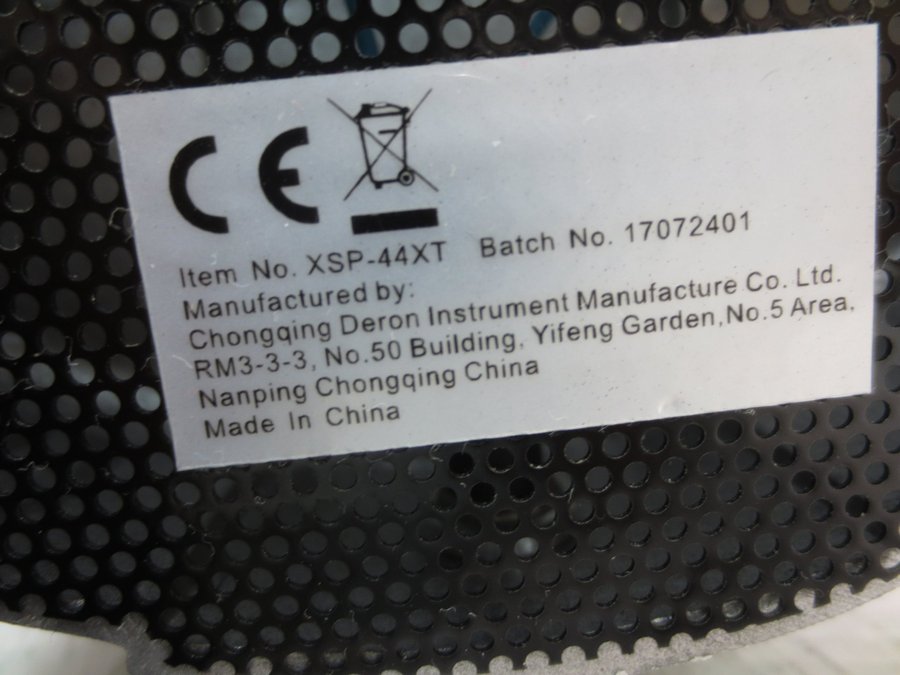 CE
Item No. XSP-44XT Batch No. 17072401
Manufactured by:
Chongqing Deron Instrument Manufacture Co. Ltd.
RM3-3-3, No.50 Building, Yifeng Garden,No.5 Area,
Nanping Chongqing China
Made In China